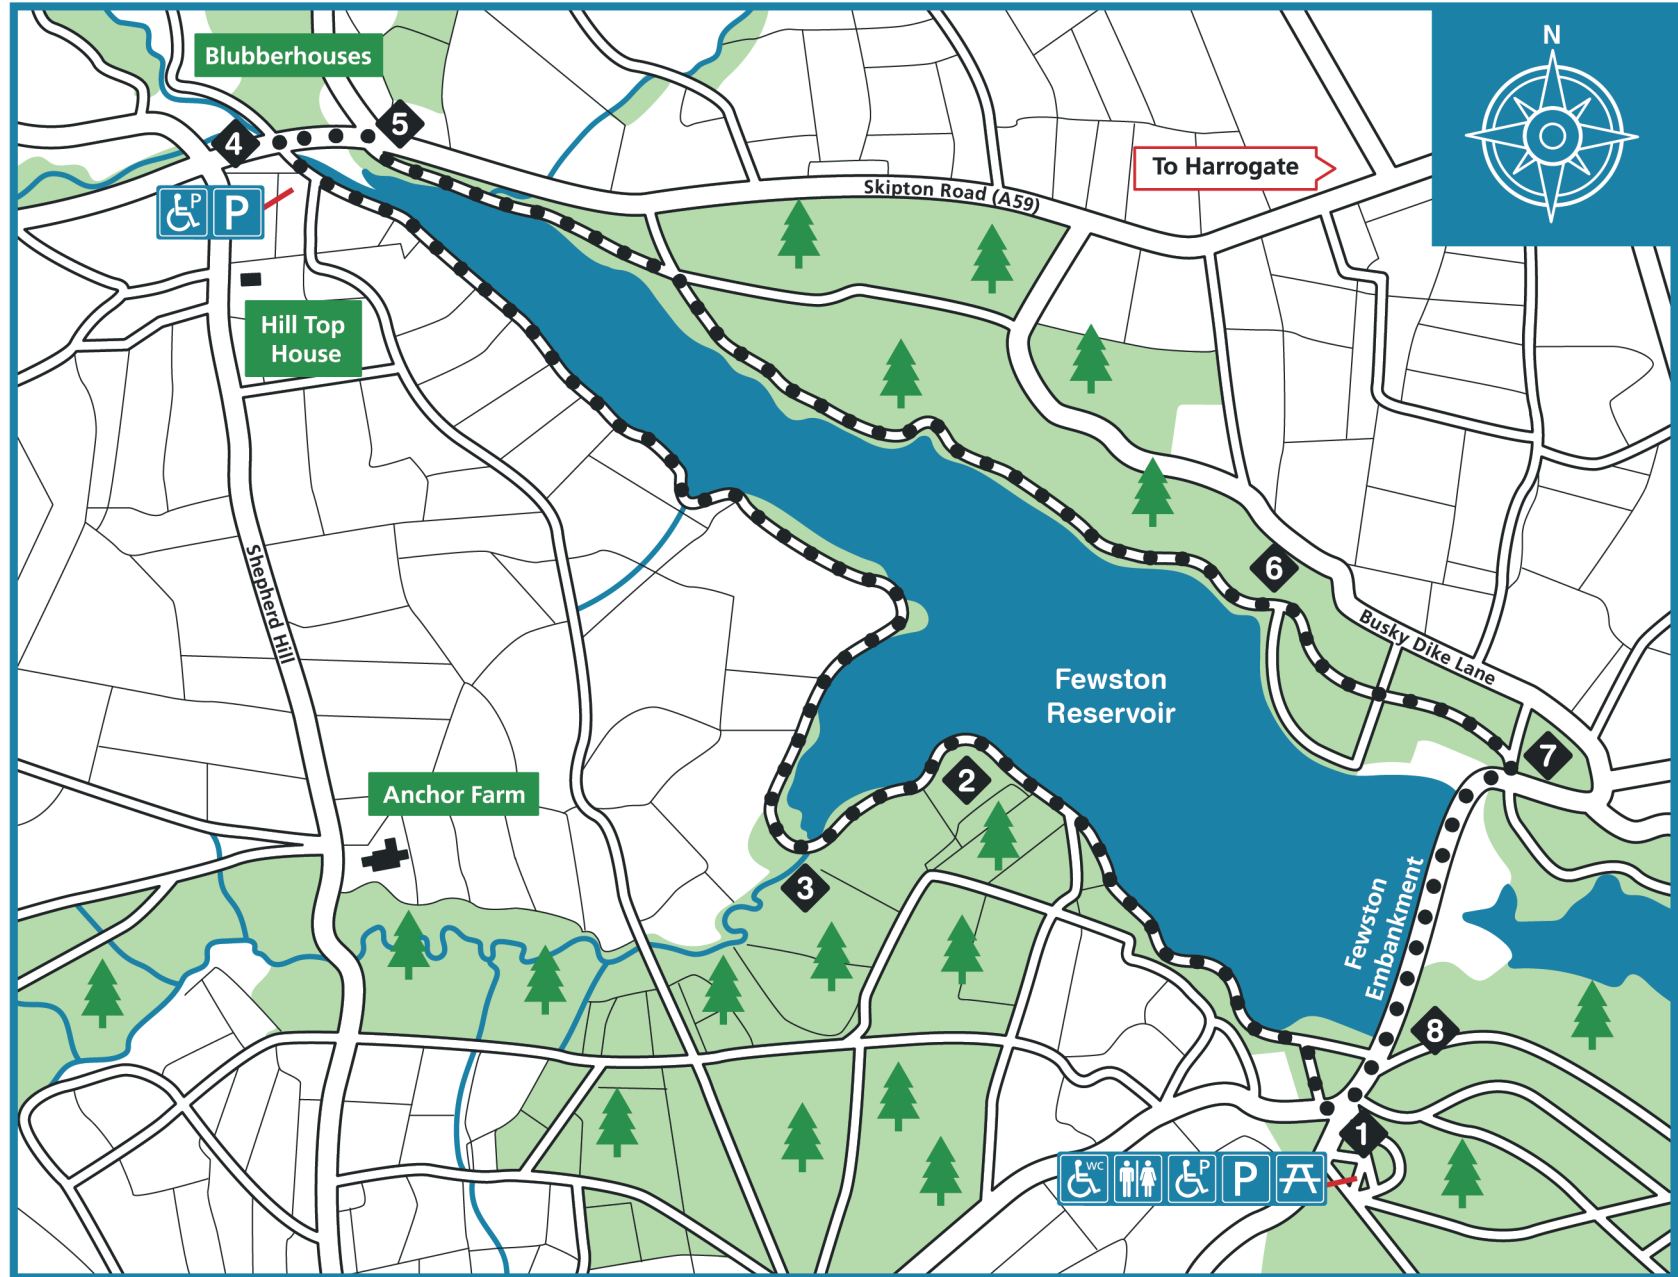 Blubberhouses
N
5
4
To Harrogate
Skipton Road (A59)
P
P
Hill Top
House
6
Shepherd Hill
Busky Dike Lane
Fewston
Reservoir
7
2
Anchor Farm
3
Fewston
Embankment
8
1
WC
P
P